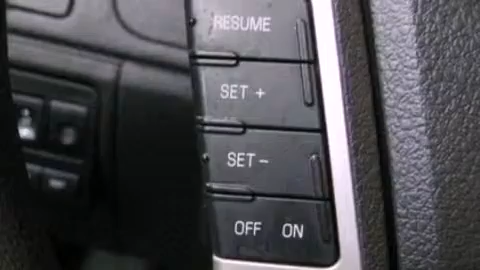 RESUME
SET +
SET -
OFF ON